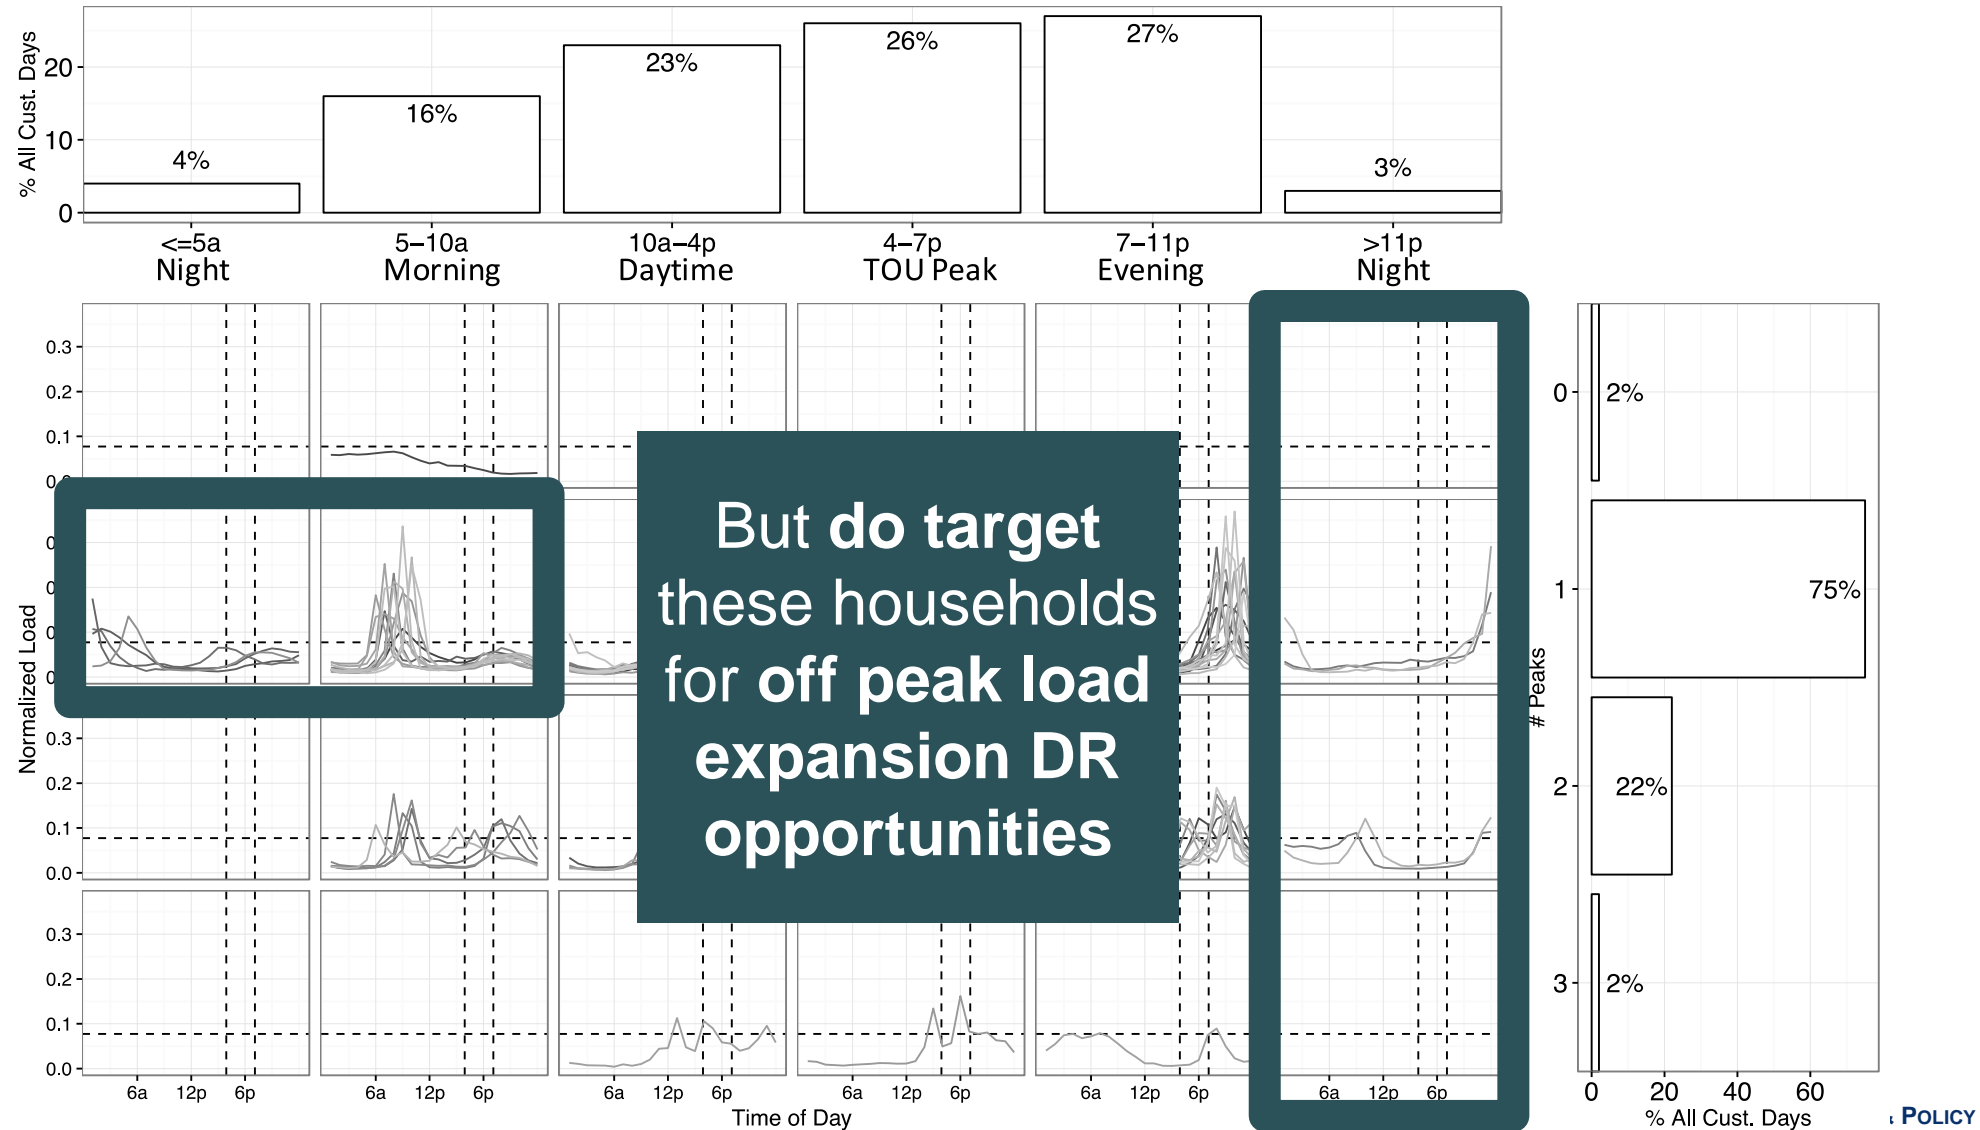 % All Cust. Days
20
10
0
4%
16%
23%
26%
27%
3%
<=5a
5–10a
10a–4p
4–7p
7–11p
>11p
Night
Morning
Daytime
TOU Peak
Evening
Night
Normalized Load
0.3
0.2
0.1
0.3
0.2
0.1
0.0
0.3
0.2
0.1
0.0
But do target
these households
for off peak load
expansion DR
opportunities
6a 12p 6p
6a 12p 6p
6a 12p 6p
6a 12p 6p
6a 12p 6p
6a 12p 6p
Time of Day
# Peaks
0
1
2
3
2%
75%
22%
2%
0 20 40 60
% All Cust. Days
POLICY